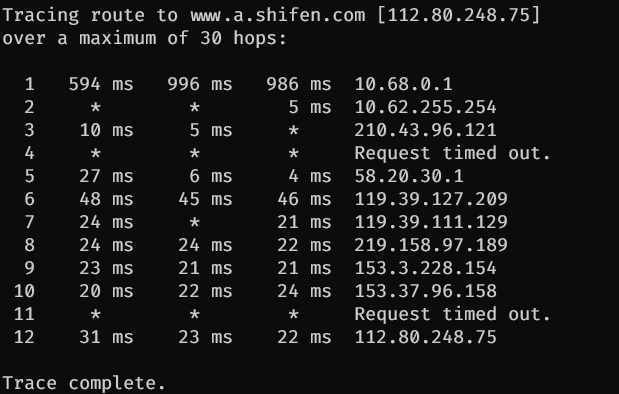 Tracing route to www.a.shifen.com [112.80.248.75]
over a maximum of 30 hops:
1 594 ms 996 ms 986 ms 10.68.0.1
2 * * 5 ms 10.62.255.254
3 10 ms 5 ms * 210.43.96.121
4 * * * Request timed out.
5 27 ms 6 ms 4 ms 58.20.30.1
6 48 ms 45 ms 46 ms 119.39.127.209
7 24 ms * 21 ms 119.39.111.129
8 24 ms 24 ms 22 ms 219.158.97.189
9 23 ms 21 ms 21 ms 153.3.228.154
10 20 ms 22 ms 24 ms 153.37.96.158
11 * * * Request timed out.
12 31 ms 23 ms 22 ms 112.80.248.75
Trace complete.